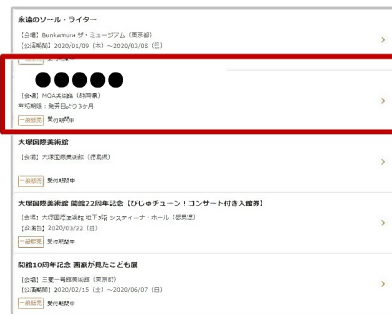 永遠のソール・ライター
【会場】Bunkamura ザ・ミュージアム（東京都）
【公演期間】2020/01/09（木）～2020/03/08（日）
●●●●●
【会場】MOA美術館（静岡県）
有効期限：発券日より3ヶ月
一般販売 受付期間中
大塚国際美術館
【会場】大塚国際美術館（徳島県）
一般販売 受付期間中
大塚国際美術館 開館22周年記念【びじゅチューン！コンサート付き入館券】
【会場】大塚国際美術館 地下3階 システィーナ・ホール（徳島県）
【公演日】2020/03/22（日）
一般販売 受付期間中
開館10周年記念 画家が見たこども展
【会場】三菱一号館美術館（東京都）
【公演期間】2020/02/15（土）～2020/06/07（日）
一般販売 受付期間中